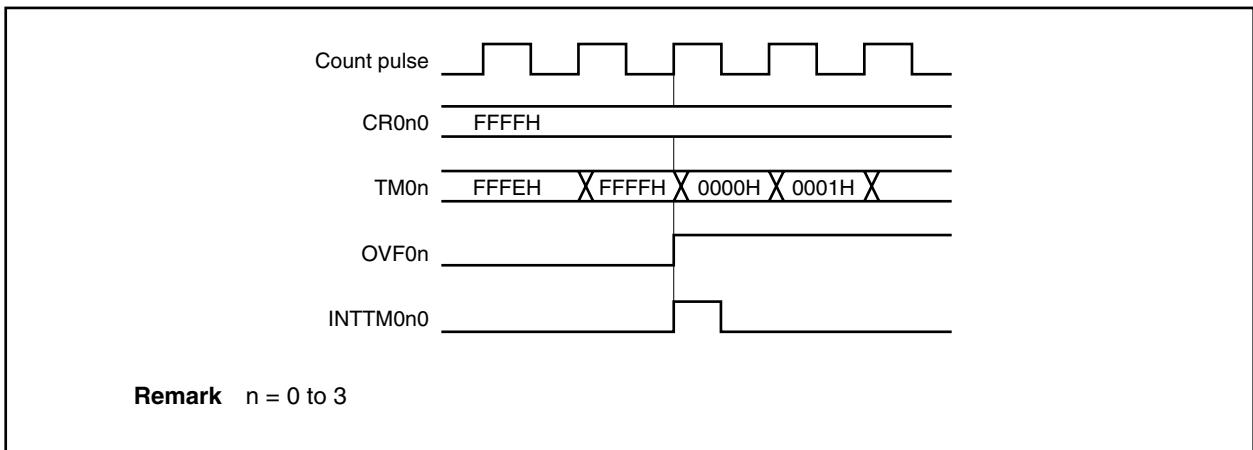 Count pulse
CR0n0 FFFFH
TM0n FFFEH FFFFH 0000H 0001H
OVF0n
INTTM0n0
Remark n = 0 to 3